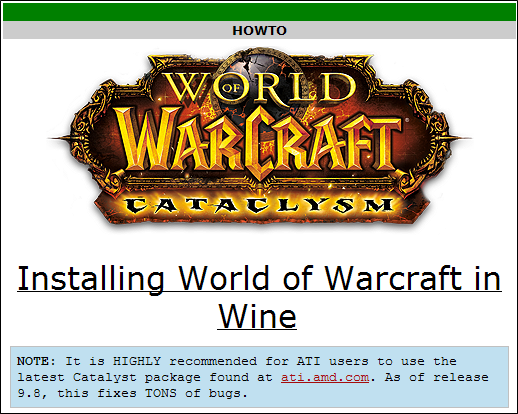 HOWTO
WORLD
OF
WARCRAFT
CATACLYSM
Installing World of Warcraft in
Wine
NOTE: It is HIGHLY recommended for ATI users to use the
latest Catalyst package found at ati.amd.com. As of release
9.8, this fixes TONS of bugs.